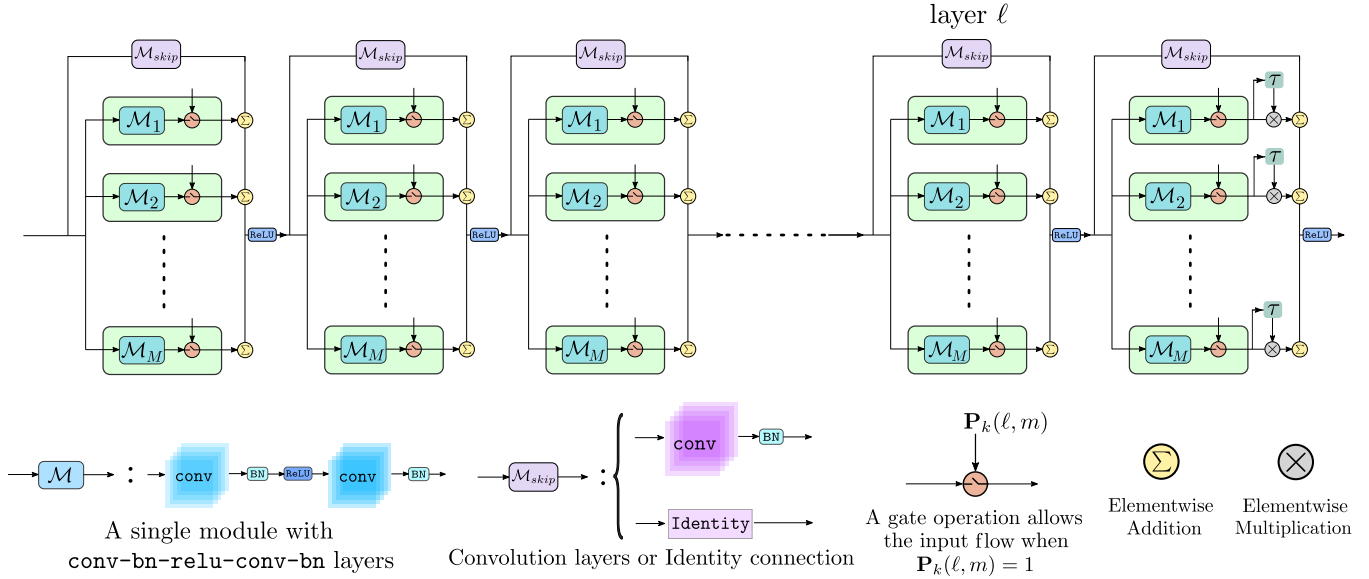 layer ℓ
M_skip M_skip M_skip M_skip M_skip
τ
M_1 M_1 M_1 M_1 M_1
Σ Σ Σ Σ Σ
τ
M_2 M_2 M_2 M_2 M_2
Σ Σ Σ Σ Σ
ReLU ReLU ReLU ReLU
τ
M_M M_M M_M M_M M_M
Σ Σ Σ Σ Σ
M : conv BN ReLU conv BN
A single module with
conv-bn-relu-conv-bn layers
M_skip : {
conv BN
Identity
Convolution layers or Identity connection
P_k(ℓ, m)
A gate operation allows
the input flow when
P_k(ℓ, m) = 1
Σ
Elementwise
Addition
Elementwise
Multiplication